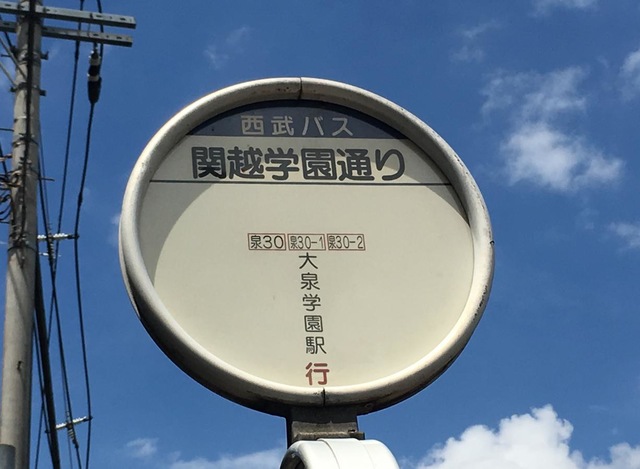 西武バス
関越学園通り
泉30 泉30-1 泉30-2
大泉学園駅
行